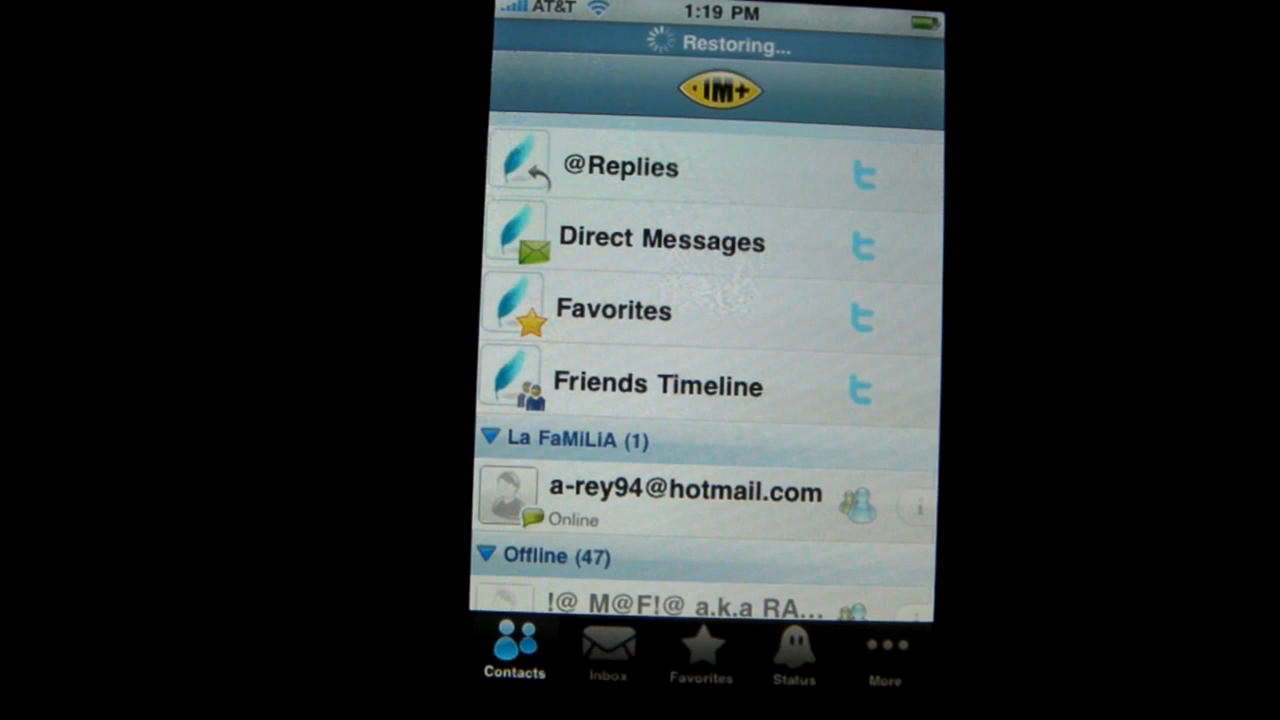 AT&T 1:19 PM
Restoring...
IM+
@Replies
Direct Messages
Favorites
Friends Timeline
La FaMiLiA (1)
a-rey94@hotmail.com
Online
Offline (47)
!@ M@F!@ a.k.a RA...
Contacts Inbox Favorites Status More